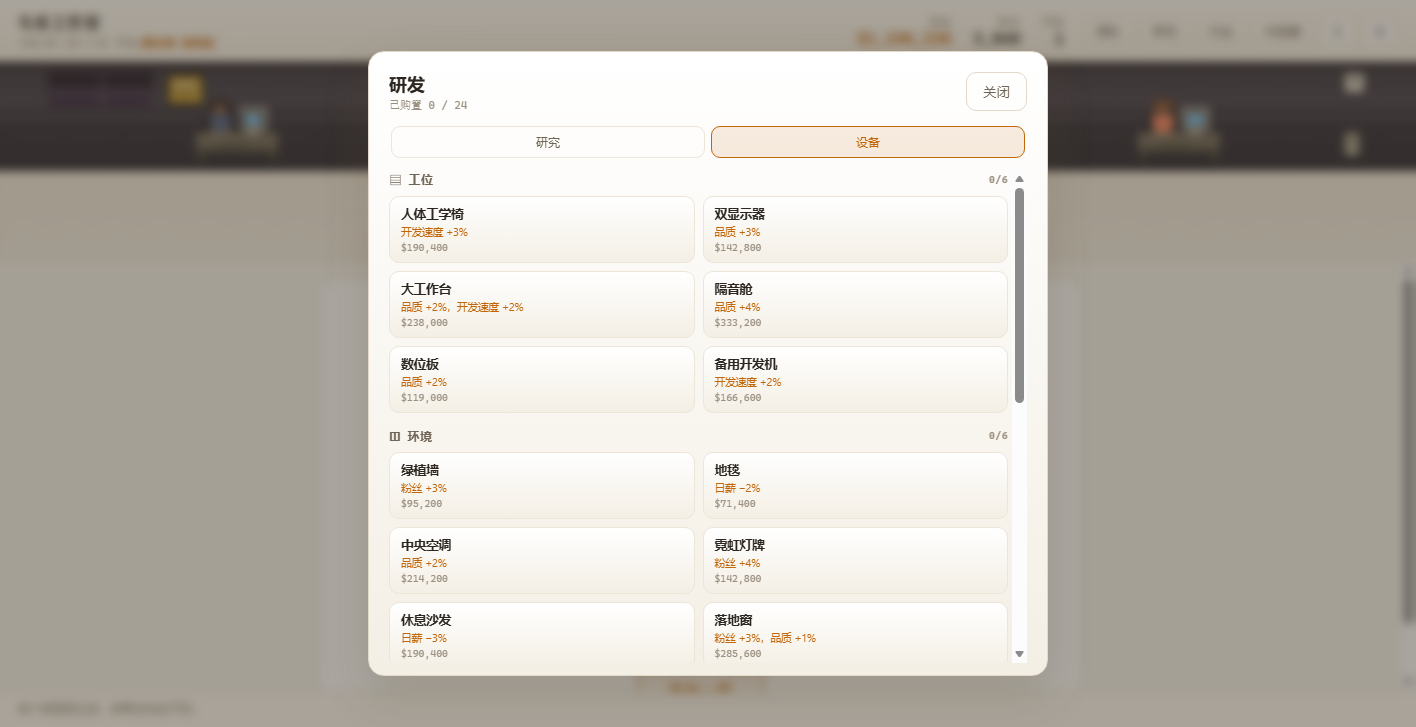 研发
已购置 0 / 24
关闭
研究
设备
工位
0/6
人体工学椅
开发速度 +3%
$190,400
双显示器
品质 +3%
$142,800
大工作台
品质 +2%, 开发速度 +2%
$238,000
隔音舱
品质 +4%
$333,200
数位板
品质 +2%
$119,000
备用开发机
开发速度 +2%
$166,600
环境
0/6
绿植墙
粉丝 +3%
$95,200
地毯
日薪 −2%
$71,400
中央空调
品质 +2%
$214,200
霓虹灯牌
粉丝 +4%
$142,800
休息沙发
日薪 −3%
$190,400
落地窗
粉丝 +3%, 品质 +1%
$285,600